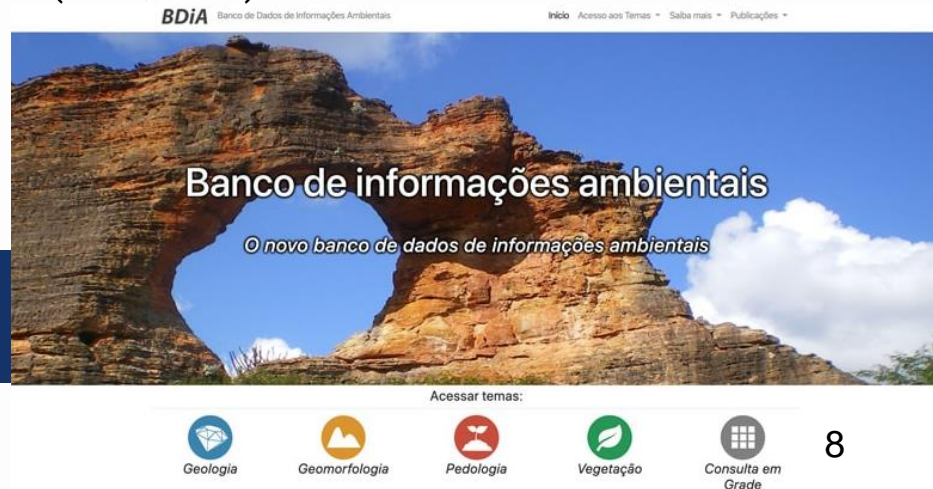 BDiA Banco de Dados de Informações Ambientais
Início Acesso aos Temas Saiba mais Publicações
Banco de informações ambientais
O novo banco de dados de informações ambientais
Acessar temas:
Geologia Geomorfologia Pedologia Vegetação Consulta em Grade
8